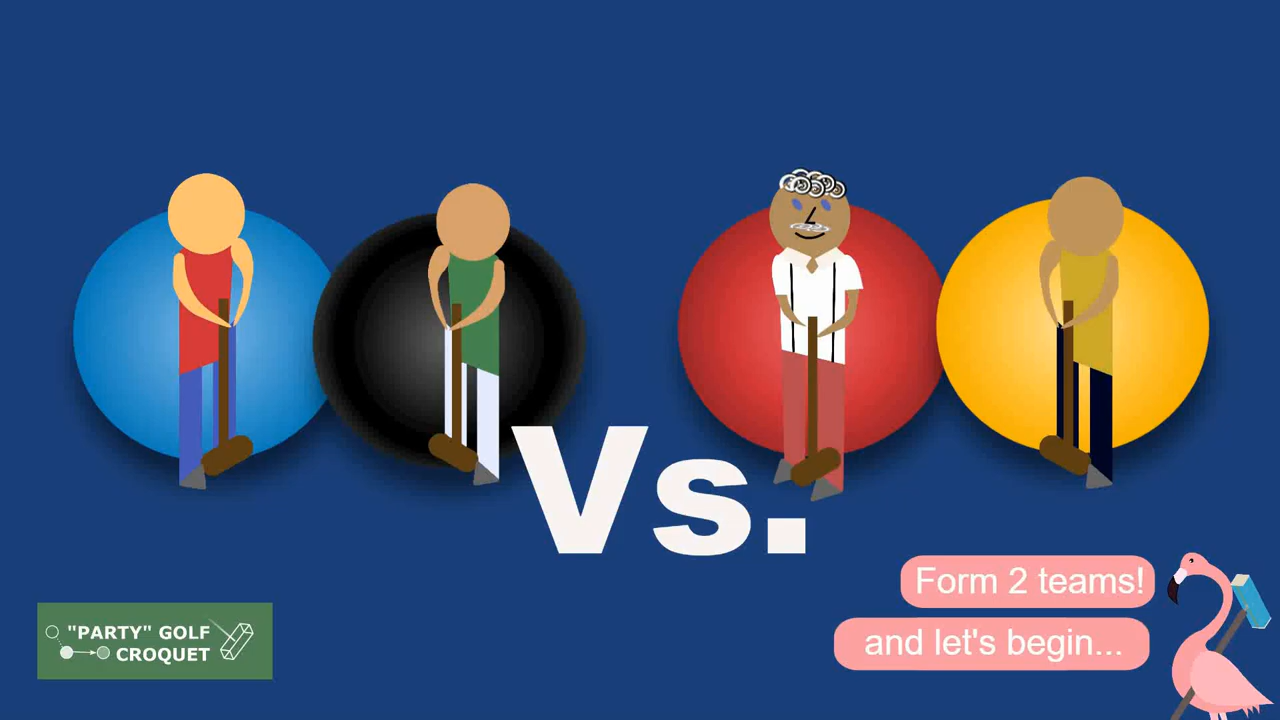 Vs.
Form 2 teams!
and let's begin...
"PARTY" GOLF
CROQUET